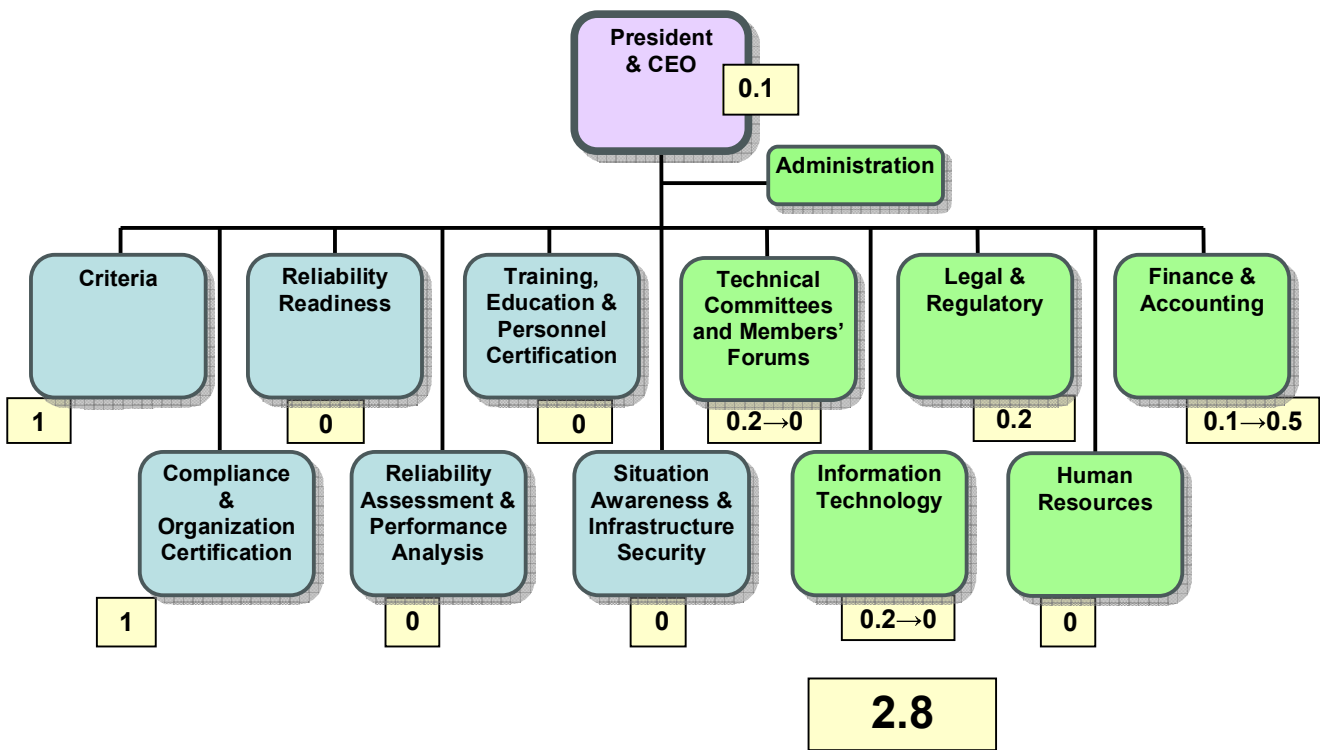 President
& CEO
0.1
Administration
Criteria
1
Reliability
Readiness
0
Training,
Education &
Personnel
Certification
0
Technical
Committees
and Members’
Forums
0.2→0
Legal &
Regulatory
0.2
Finance &
Accounting
0.1→0.5
Compliance
&
Organization
Certification
1
Reliability
Assessment &
Performance
Analysis
0
Situation
Awareness &
Infrastructure
Security
0
Information
Technology
0.2→0
Human
Resources
0
2.8